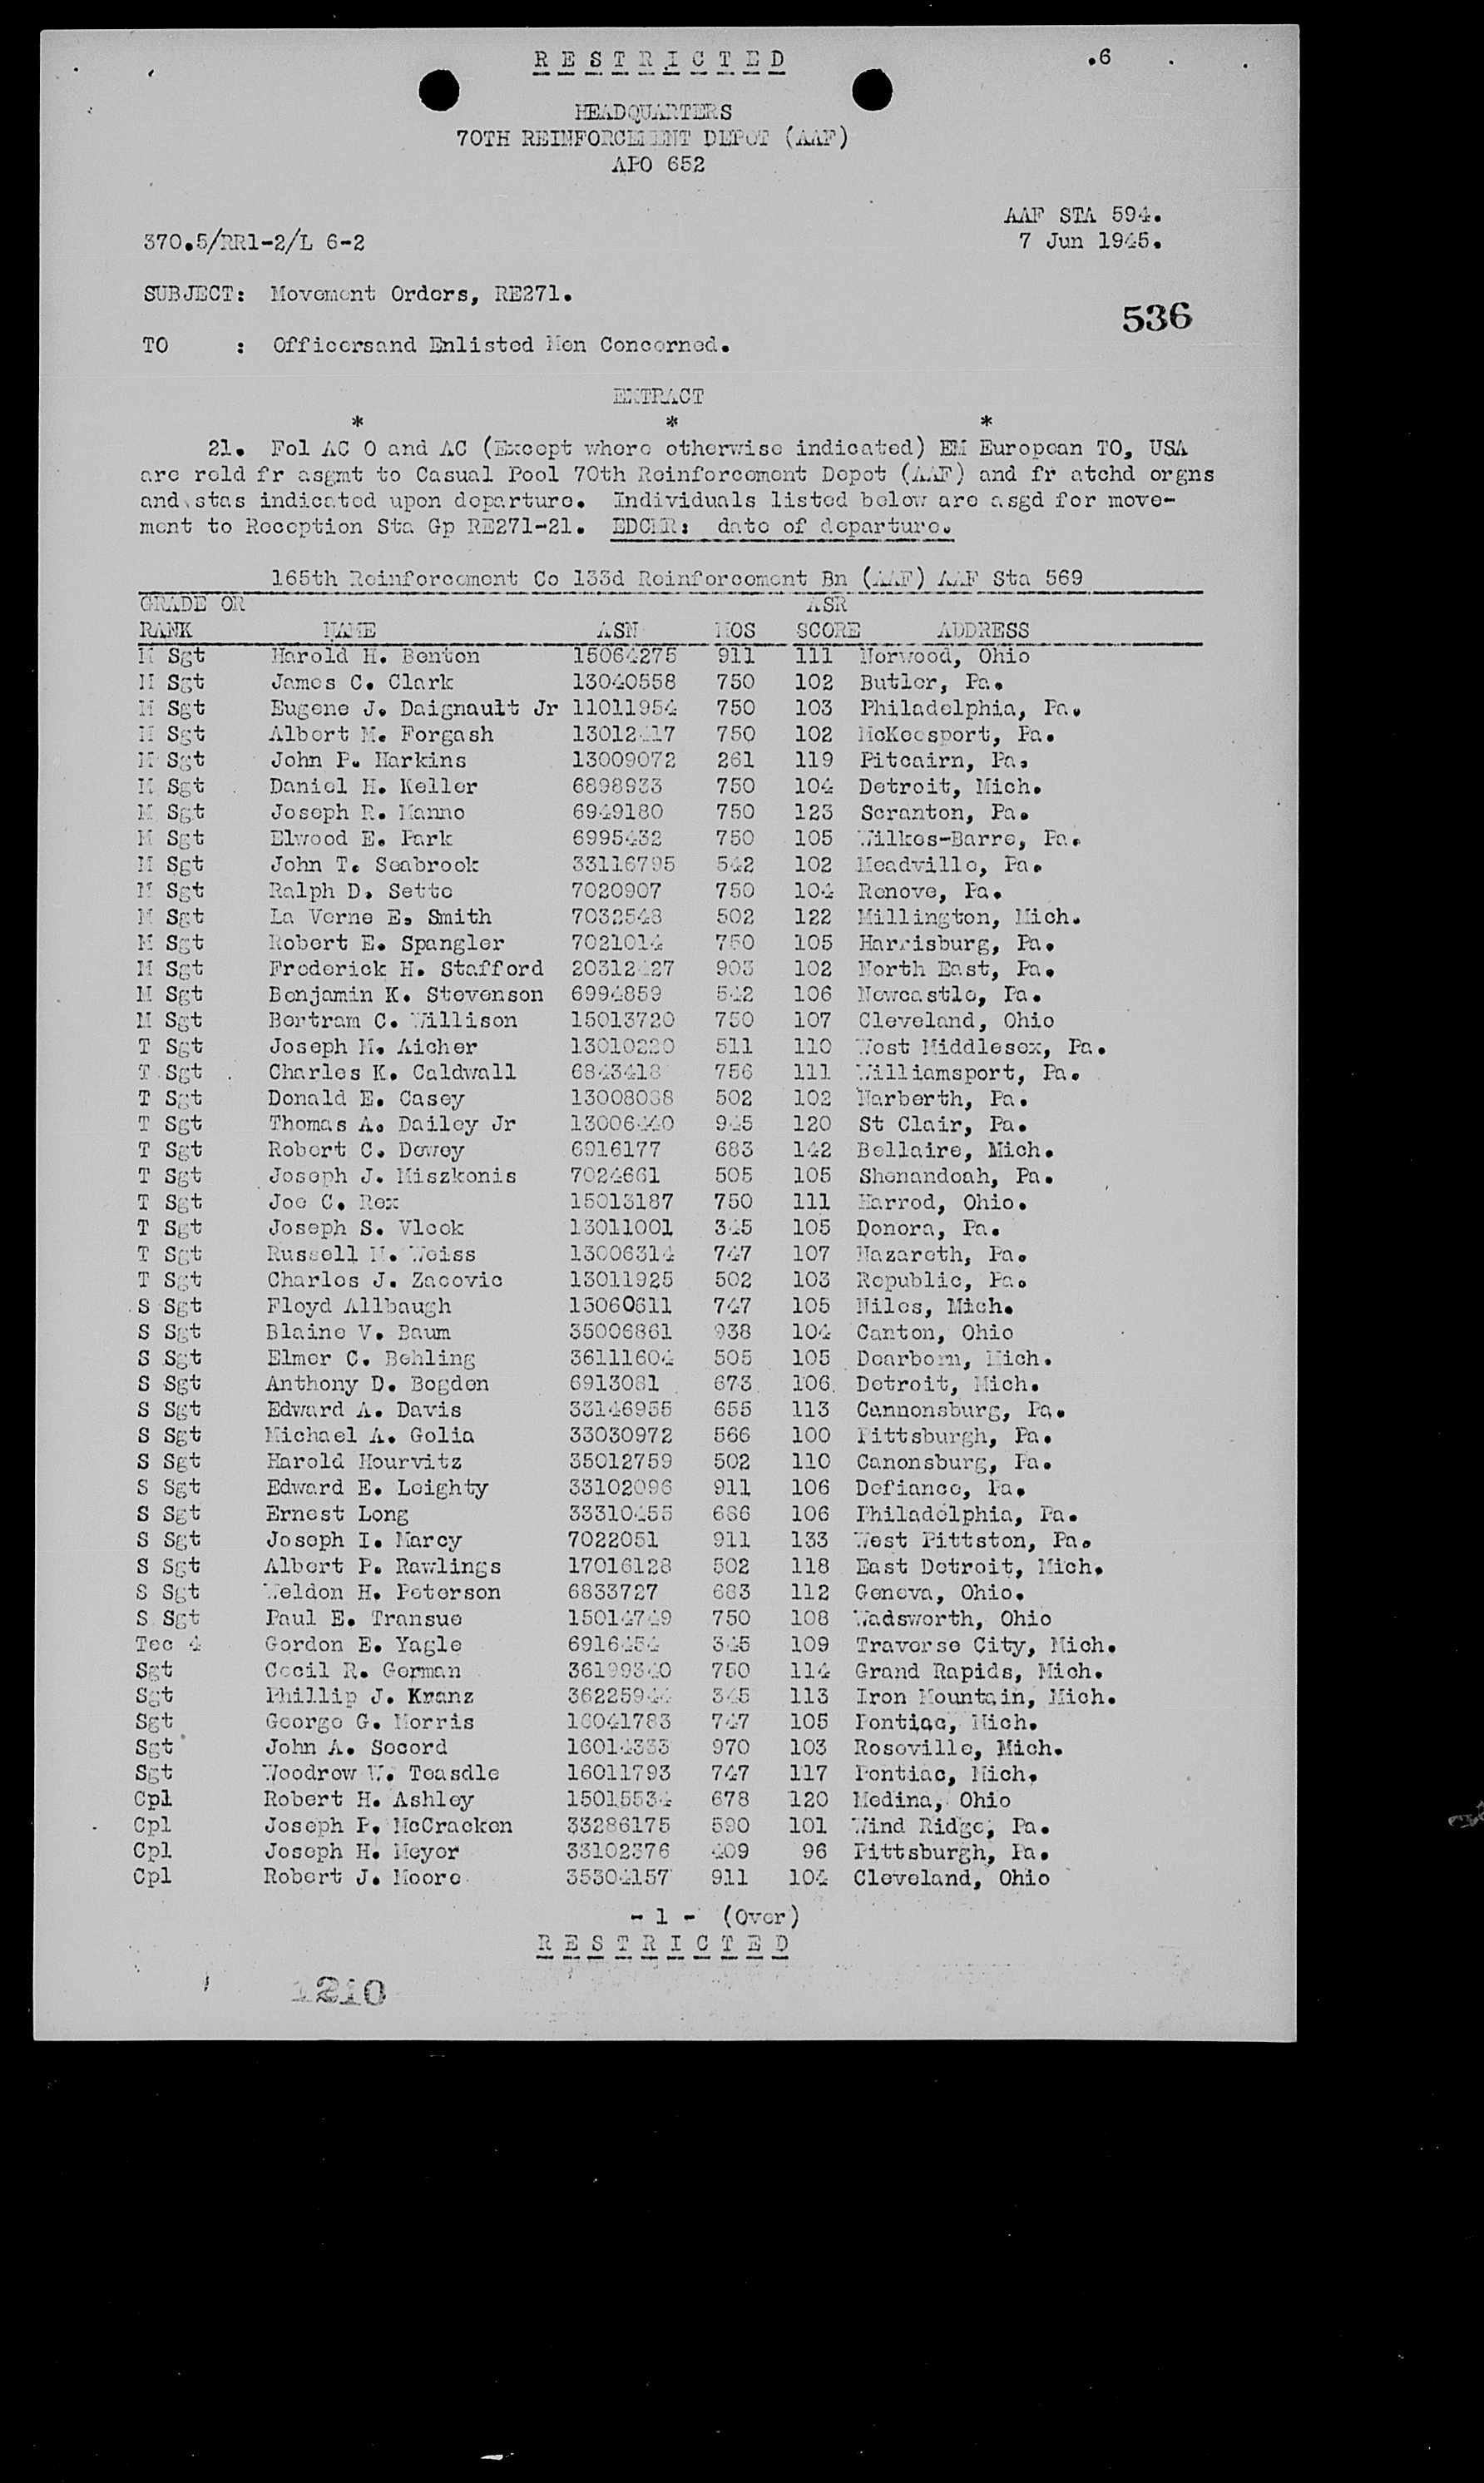 RESTRICTED .6
HEADQUARTERS
70TH REINFORCEMENT DEPOT (AAF)
APO 652
AAF STA 594.
370.5/RR1-2/L 6-2 7 Jun 1945.
SUBJECT: Movement Orders, RE271.
536
TO : Officersand Enlisted Men Concerned.
EXTRACT
* * *
21. Fol AC O and AC (Except where otherwise indicated) EM European TO, USA
are reld fr asgmt to Casual Pool 70th Reinforcement Depot (AAF) and fr atchd orgns
and stas indicated upon departure. Individuals listed below are asgd for move-
ment to Reception Sta Gp RE271-21. EDCMR: date of departure.
165th Reinforcement Co 133d Reinforcement Bn (AAF) AAF Sta 569
GRADE OR ASR
RANK NAME ASN MOS SCORE ADDRESS
M Sgt Harold H. Benton 15064275 911 111 Norwood, Ohio
M Sgt James C. Clark 13040558 750 102 Butler, Pa.
M Sgt Eugene J. Daignault Jr 11011954 750 103 Philadelphia, Pa.
M Sgt Albert M. Forgash 13012417 750 102 McKeesport, Pa.
M Sgt John P. Harkins 13009072 261 119 Pitcairn, Pa.
M Sgt Daniel H. Keller 6898933 750 104 Detroit, Mich.
M Sgt Joseph R. Manno 6949180 750 123 Scranton, Pa.
M Sgt Elwood E. Park 6995432 750 105 Wilkes-Barre, Pa.
M Sgt John T. Seabrook 33116795 542 102 Meadville, Pa.
M Sgt Ralph D. Sette 7020907 750 104 Renove, Pa.
M Sgt La Verne E. Smith 7032548 502 122 Millington, Mich.
M Sgt Robert E. Spangler 7021014 750 105 Harrisburg, Pa.
M Sgt Frederick H. Stafford 20312427 903 102 North East, Pa.
M Sgt Benjamin K. Stevenson 6994859 542 106 Newcastle, Pa.
M Sgt Bertram C. Willison 15013720 750 107 Cleveland, Ohio
T Sgt Joseph M. Aicher 13010220 511 110 West Middlesex, Pa.
T Sgt Charles K. Caldwall 6843418 756 111 Williamsport, Pa.
T Sgt Donald E. Casey 13008088 502 102 Narberth, Pa.
T Sgt Thomas A. Dailey Jr 13006440 945 120 St Clair, Pa.
T Sgt Robert C. Dewey 6916177 683 142 Bellaire, Mich.
T Sgt Joseph J. Miszkonis 7024661 505 105 Shenandoah, Pa.
T Sgt Joe C. Rex 15013187 750 111 Harrod, Ohio.
T Sgt Joseph S. Vlcek 13011001 345 105 Donora, Pa.
T Sgt Russell M. Weiss 13006314 747 107 Nazareth, Pa.
T Sgt Charles J. Zacovic 13011925 502 103 Republic, Pa.
S Sgt Floyd Allbaugh 15060611 747 105 Niles, Mich.
S Sgt Blaine V. Baum 35006861 938 104 Canton, Ohio
S Sgt Elmer C. Behling 36111604 505 105 Dearborn, Mich.
S Sgt Anthony D. Bogden 6913081 673 106 Detroit, Mich.
S Sgt Edward A. Davis 33146955 655 113 Cannonsburg, Pa.
S Sgt Michael A. Golia 33030972 566 100 Pittsburgh, Pa.
S Sgt Harold Hourvitz 35012759 502 110 Canonsburg, Pa.
S Sgt Edward E. Leighty 33102096 911 106 Defiance, Pa.
S Sgt Ernest Long 33310455 686 106 Philadelphia, Pa.
S Sgt Joseph I. Marcy 7022051 911 133 West Pittston, Pa.
S Sgt Albert P. Rawlings 17016128 502 118 East Detroit, Mich.
S Sgt Weldon H. Peterson 6833727 683 112 Geneva, Ohio.
S Sgt Paul E. Transue 15014749 750 108 Wadsworth, Ohio
Tec 4 Gordon E. Yagle 6916454 345 109 Traverse City, Mich.
Sgt Cecil R. German 36199340 750 114 Grand Rapids, Mich.
Sgt Phillip J. Kranz 36225944 345 113 Iron Mountain, Mich.
Sgt George G. Morris 16041783 747 105 Pontiac, Mich.
Sgt John A. Secord 16014333 970 103 Roseville, Mich.
Sgt Woodrow W. Teasdle 16011793 747 117 Pontiac, Mich.
Cpl Robert H. Ashley 15015534 678 120 Medina, Ohio
Cpl Joseph P. McCracken 33286175 590 101 Wind Ridge, Pa.
Cpl Joseph H. Meyer 33102376 409 96 Pittsburgh, Pa.
Cpl Robert J. Moore 35304157 911 104 Cleveland, Ohio
- 1 - (Over)
RESTRICTED
1210